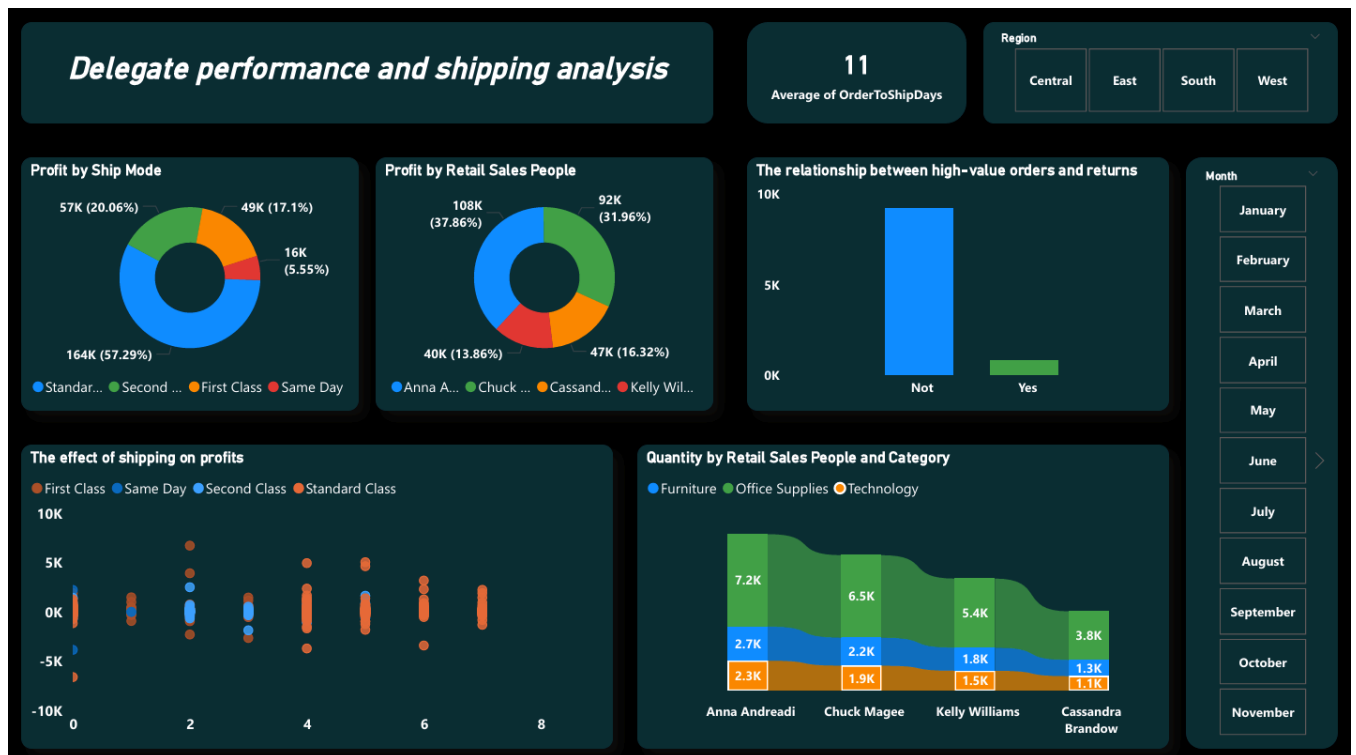 Delegate performance and shipping analysis
11
Average of OrderToShipDays
Region
Central
East
South
West
Profit by Ship Mode
57K (20.06%)
49K (17.1%)
16K
(5.55%)
164K (57.29%)
Standar...
Second ...
First Class
Same Day
Profit by Retail Sales People
108K
(37.86%)
92K
(31.96%)
40K (13.86%)
47K (16.32%)
Anna A...
Chuck ...
Cassand...
Kelly Wil...
The relationship between high-value orders and returns
10K
5K
0K
Not
Yes
Month
January
February
March
April
May
June
July
August
September
October
November
The effect of shipping on profits
First Class
Same Day
Second Class
Standard Class
10K
5K
0K
-5K
-10K
0
2
4
6
8
Quantity by Retail Sales People and Category
Furniture
Office Supplies
Technology
7.2K
6.5K
5.4K
3.8K
2.7K
2.2K
1.8K
1.3K
2.3K
1.9K
1.5K
1.1K
Anna Andreadi
Chuck Magee
Kelly Williams
Cassandra
Brandow